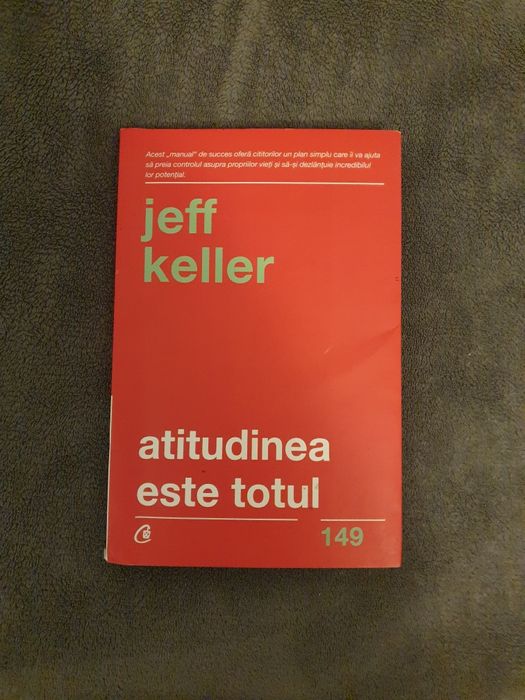 Acest „manual” de succes oferă cititorilor un plan simplu care îi va ajuta
să preia controlul asupra propriilor vieți și să-și dezlănțuie incredibilul
lor potențial.
jeff
keller
atitudinea
este totul
149